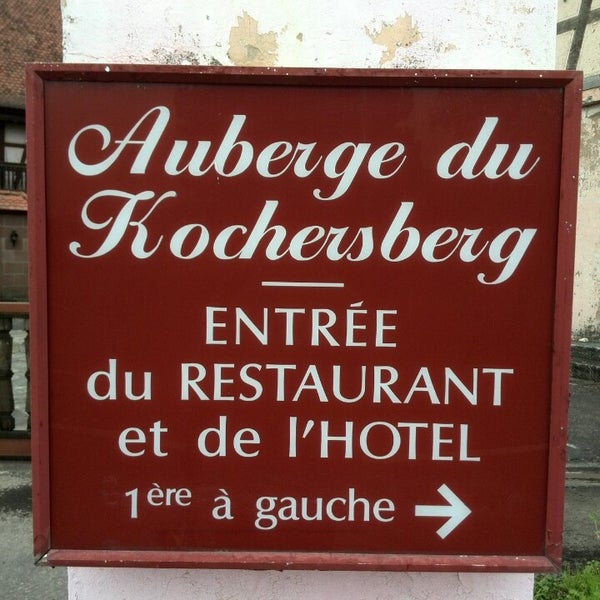 Auberge du
Kochersberg
ENTRÉE
du RESTAURANT
et de l'HOTEL
1ère à gauche →